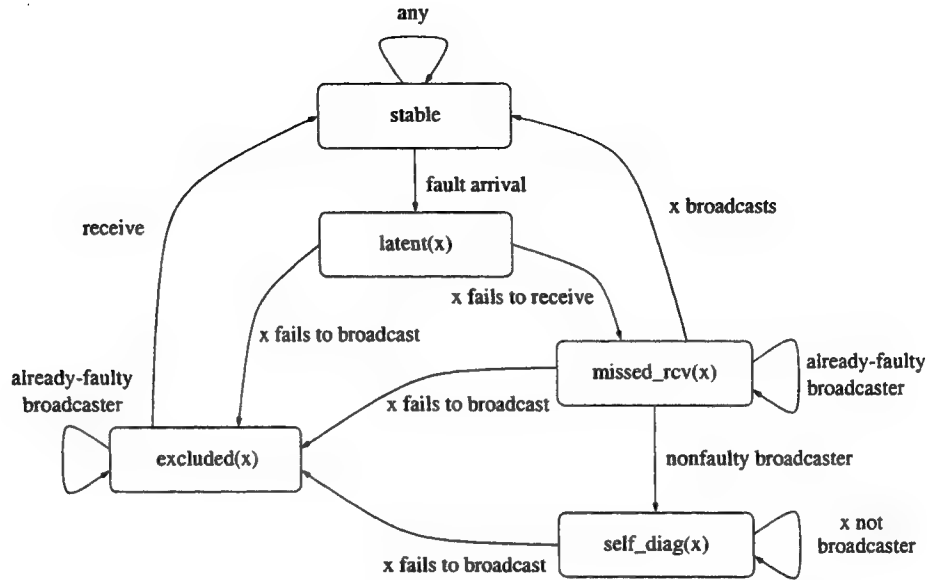 any
stable
fault arrival
receive
x broadcasts
latent(x)
x fails to receive
x fails to broadcast
missed_rcv(x)
already-faulty
broadcaster
already-faulty
broadcaster
x fails to broadcast
excluded(x)
nonfaulty broadcaster
self_diag(x)
x not
broadcaster
x fails to broadcast